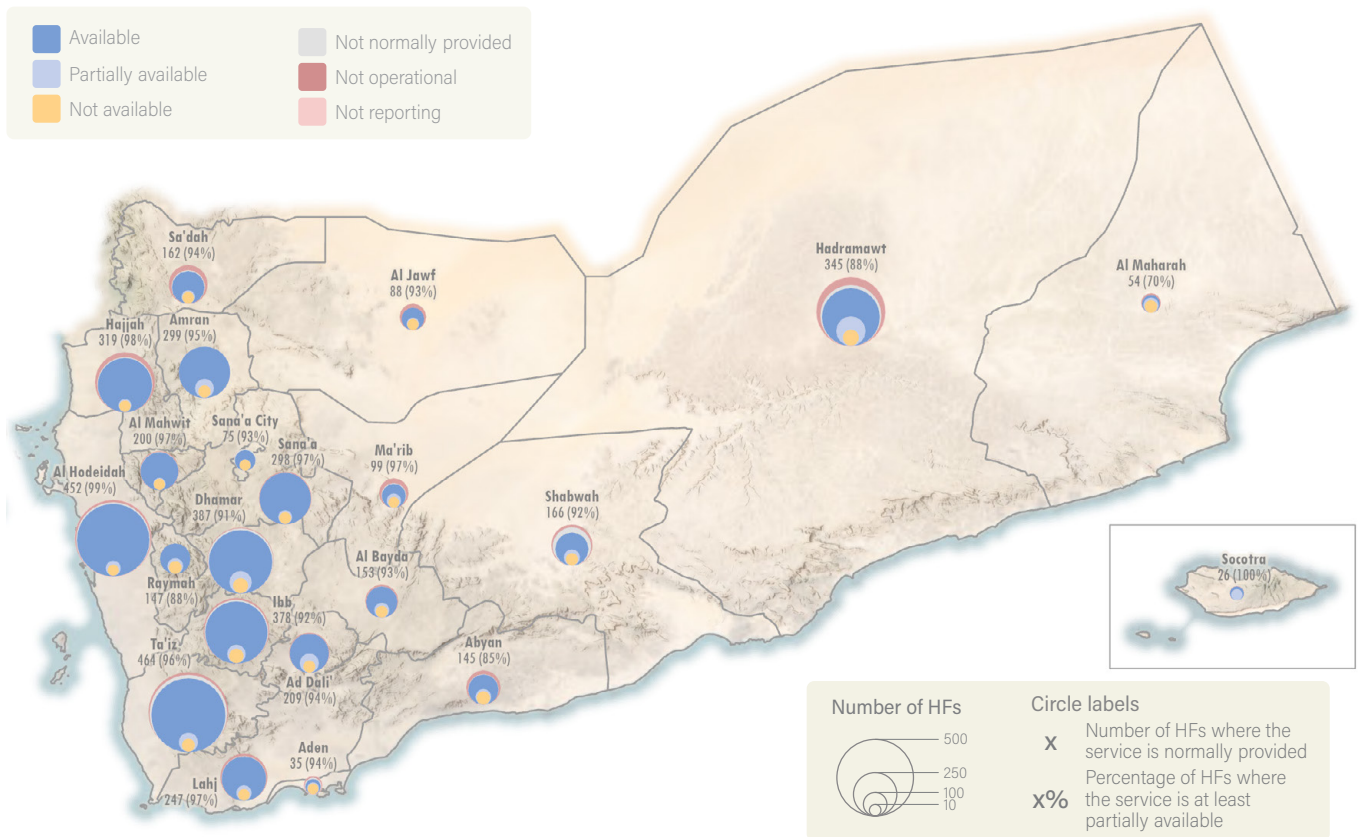 Available
Partially available
Not available
Not normally provided
Not operational
Not reporting
Sa'dah
162 (94%)
Al Jawf
88 (93%)
Hadramawt
345 (88%)
Al Maharah
54 (70%)
Hajjah
319 (98%)
Amran
299 (95%)
Al Mahwit
200 (97%)
Sana'a City
75 (93%)
Sana'a
298 (97%)
Ma'rib
99 (97%)
Al Hodeidah
452 (99%)
Dhamar
387 (91%)
Shabwah
166 (92%)
Al Bayda
153 (93%)
Raymah
147 (88%)
Ibb
378 (92%)
Socotra
26 (100%)
Ta'iz
461 (96%)
Abyan
145 (85%)
Ad Dali'
209 (94%)
Aden
35 (94%)
Lahj
247 (97%)
Number of HFs
500
250
100
10
Circle labels
x Number of HFs where the
service is normally provided
x% Percentage of HFs where
the service is at least
partially available